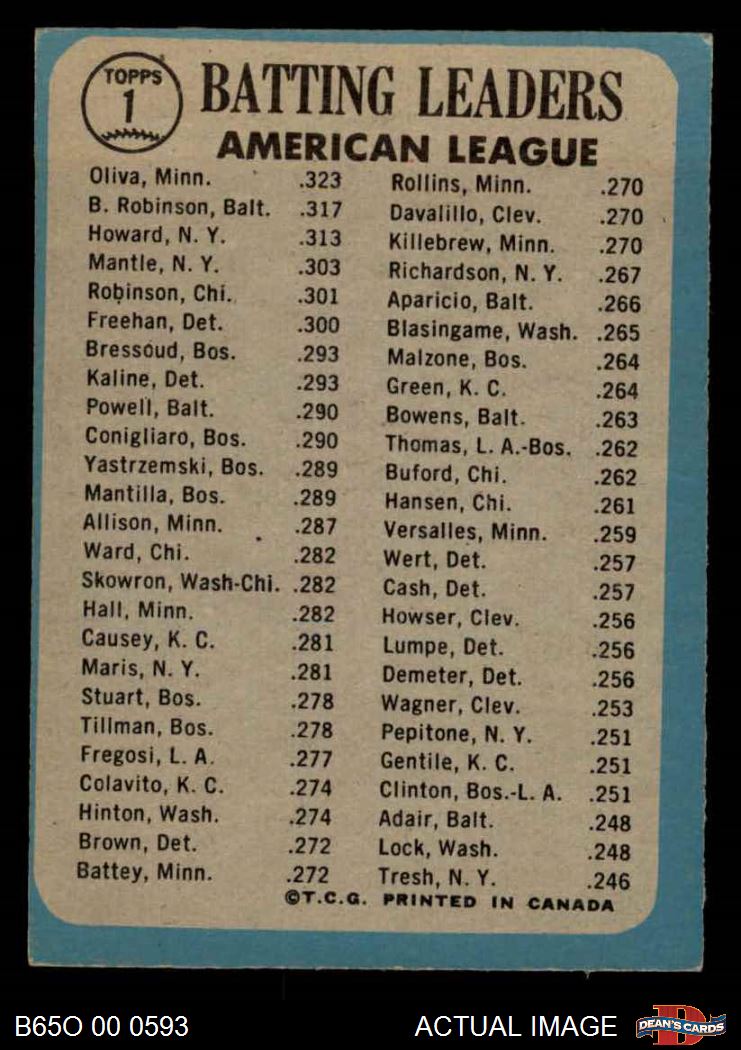 TOPPS
1
BATTING LEADERS
AMERICAN LEAGUE
Oliva, Minn. .323
B. Robinson, Balt. .317
Howard, N. Y. .313
Mantle, N. Y. .303
Robinson, Chi. .301
Freehan, Det. .300
Bressoud, Bos. .293
Kaline, Det. .293
Powell, Balt. .290
Conigliaro, Bos. .290
Yastrzemski, Bos. .289
Mantilla, Bos. .289
Allison, Minn. .287
Ward, Chi. .282
Skowron, Wash-Chi. .282
Hall, Minn. .282
Causey, K. C. .281
Maris, N. Y. .281
Stuart, Bos. .278
Tillman, Bos. .278
Fregosi, L. A. .277
Colavito, K. C. .274
Hinton, Wash. .274
Brown, Det. .272
Battey, Minn. .272
Rollins, Minn. .270
Davalillo, Clev. .270
Killebrew, Minn. .270
Richardson, N. Y. .267
Aparicio, Balt. .266
Blasingame, Wash. .265
Malzone, Bos. .264
Green, K. C. .264
Bowens, Balt. .263
Thomas, L. A.-Bos. .262
Buford, Chi. .262
Hansen, Chi. .261
Versalles, Minn. .259
Wert, Det. .257
Cash, Det. .257
Howser, Clev. .256
Lumpe, Det. .256
Demeter, Det. .256
Wagner, Clev. .253
Pepitone, N. Y. .251
Gentile, K. C. .251
Clinton, Bos.-L. A. .251
Adair, Balt. .248
Lock, Wash. .248
Tresh, N. Y. .246
©T.C.G. PRINTED IN CANADA
B65O 00 0593
ACTUAL IMAGE
D
DEAN'S CARDS